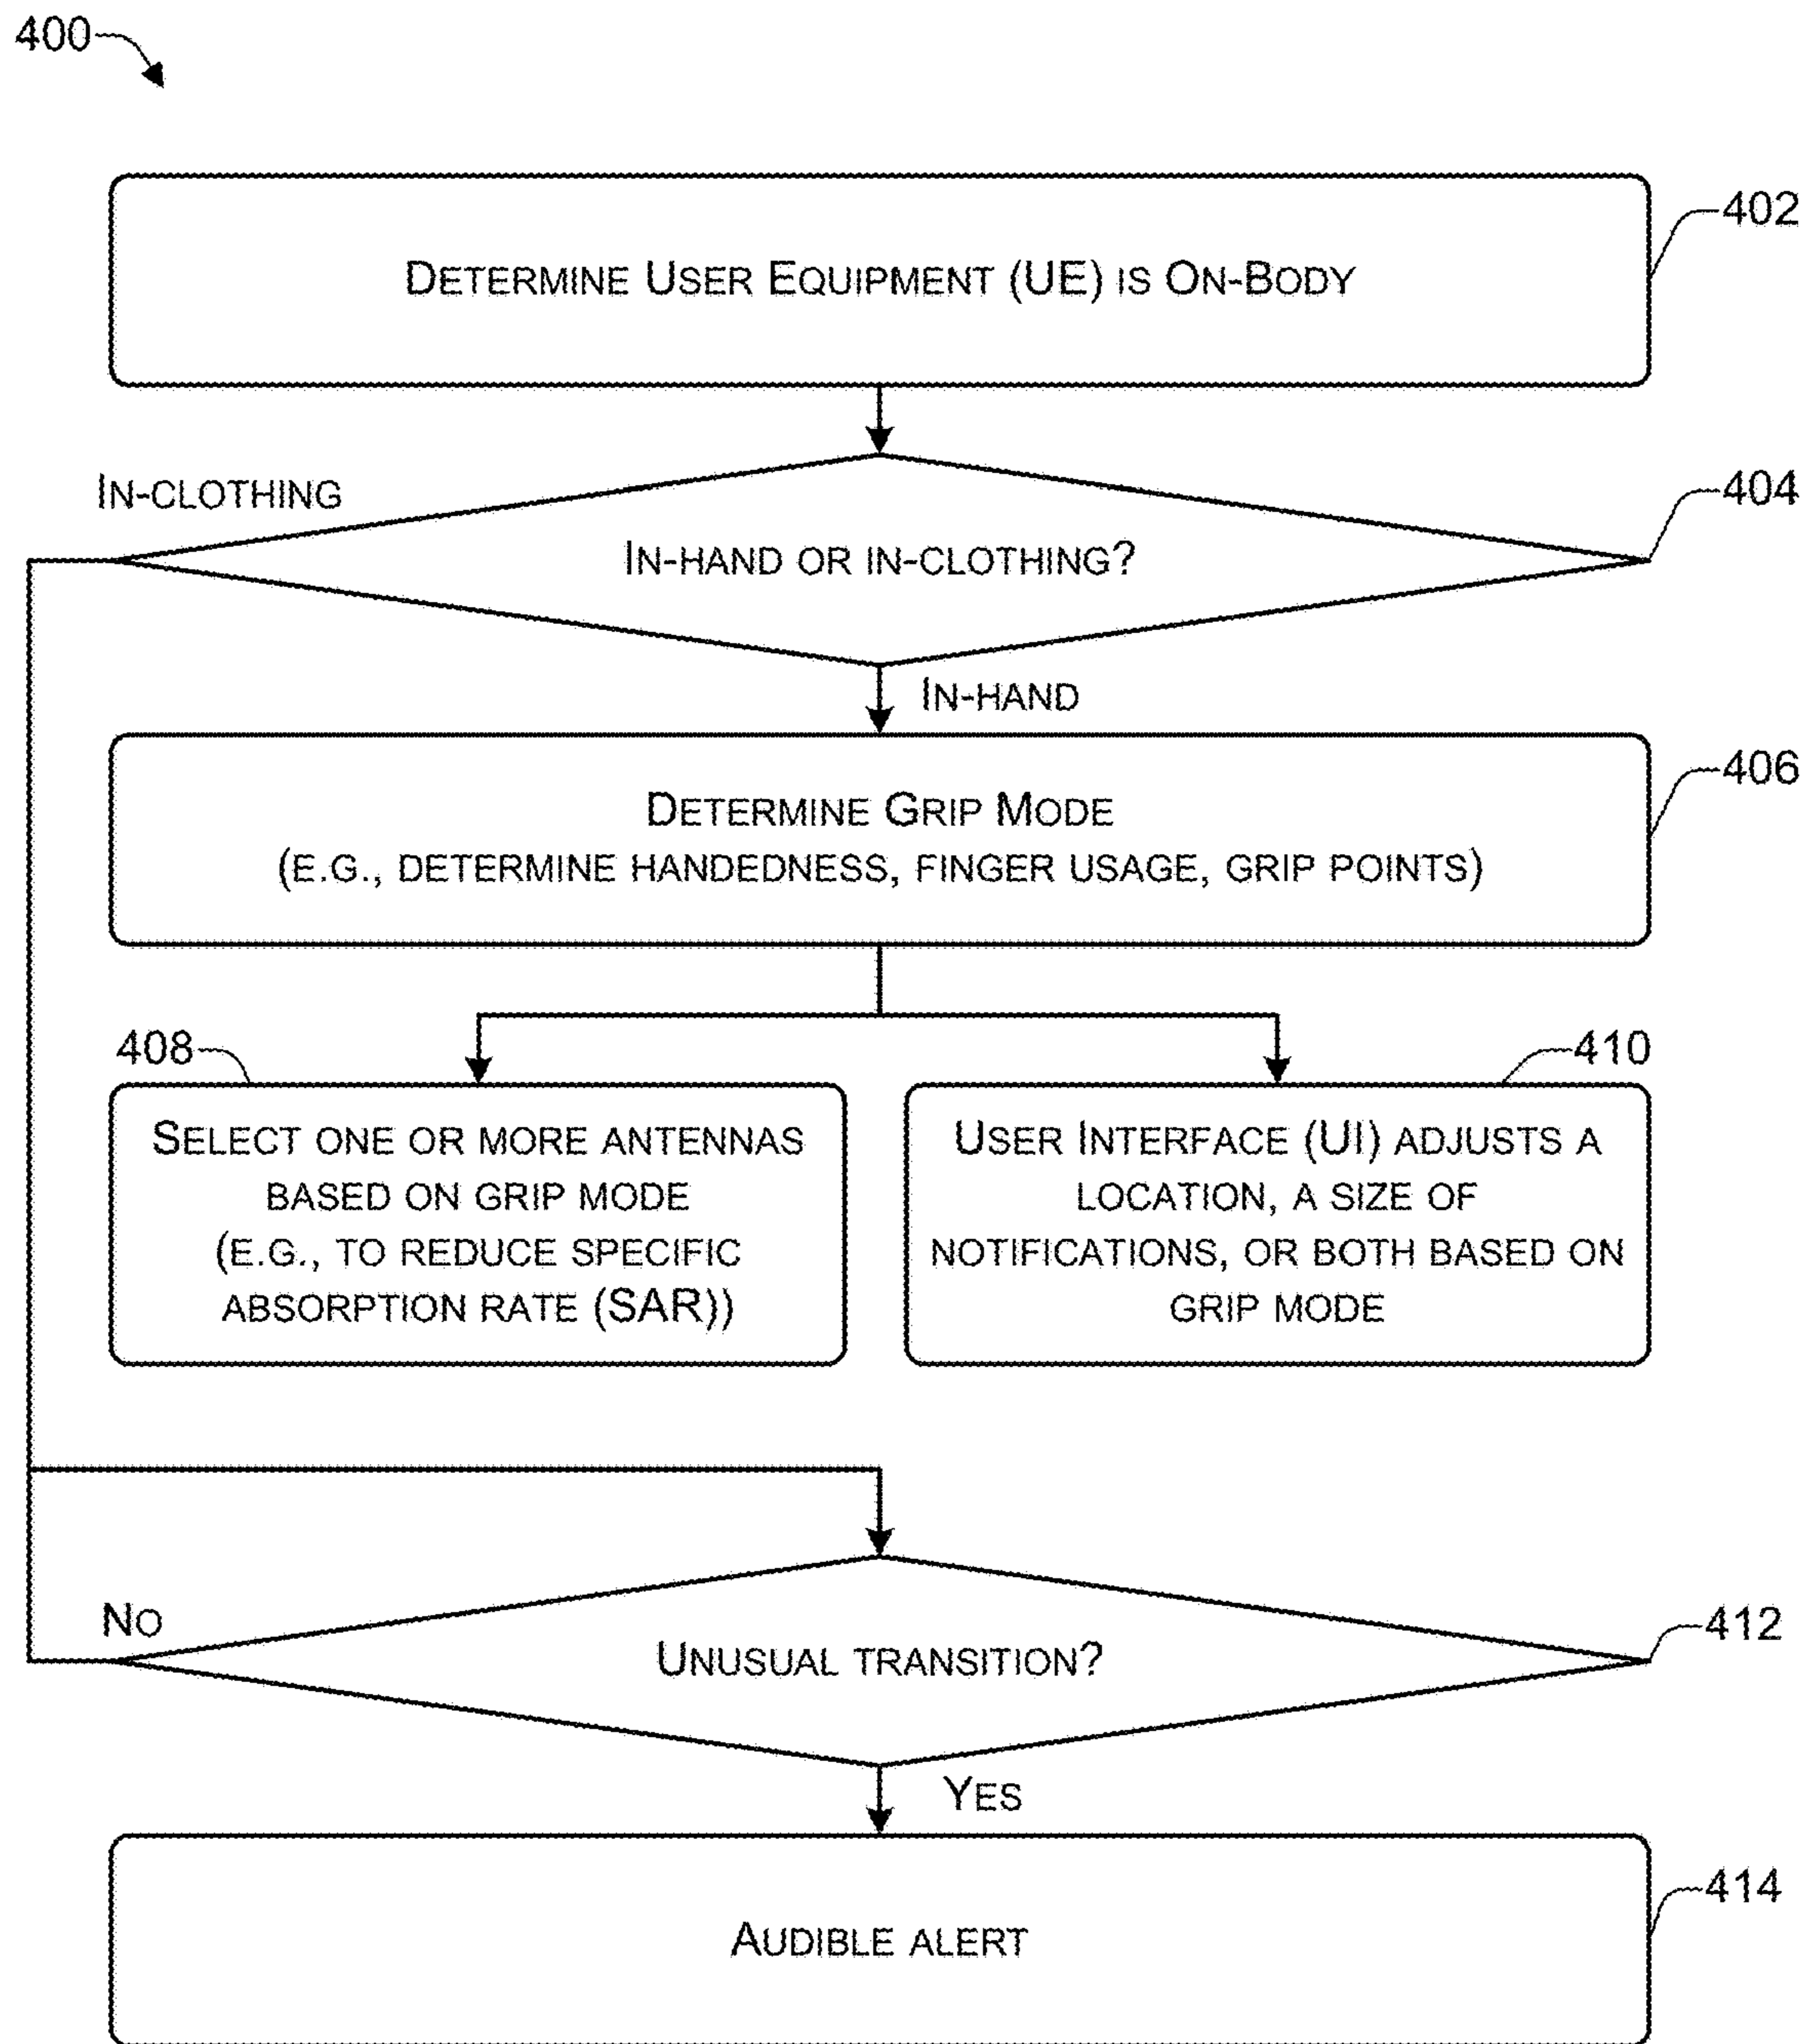 400
402
DETERMINE USER EQUIPMENT (UE) IS ON-BODY
IN-CLOTHING
404
IN-HAND OR IN-CLOTHING?
IN-HAND
406
DETERMINE GRIP MODE
(E.G., DETERMINE HANDEDNESS, FINGER USAGE, GRIP POINTS)
408
410
SELECT ONE OR MORE ANTENNAS
BASED ON GRIP MODE
(E.G., TO REDUCE SPECIFIC
ABSORPTION RATE (SAR))
USER INTERFACE (UI) ADJUSTS A
LOCATION, A SIZE OF
NOTIFICATIONS, OR BOTH BASED ON
GRIP MODE
NO
412
UNUSUAL TRANSITION?
YES
414
AUDIBLE ALERT